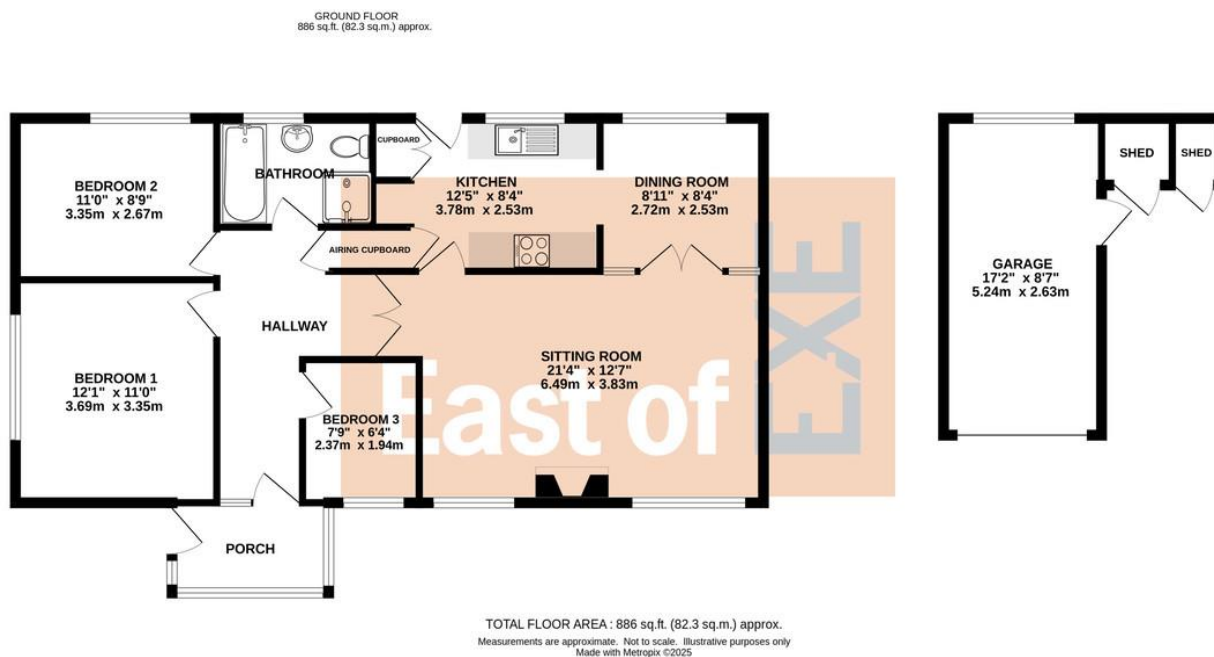 GROUND FLOOR
886 sq.ft. (82.3 sq.m.) approx.
BEDROOM 2
11'0" x 8'9"
3.35m x 2.67m
BATHROOM
CUPBOARD
KITCHEN
12'5" x 8'4"
3.78m x 2.53m
DINING ROOM
8'11" x 8'4"
2.72m x 2.53m
AIRING CUPBOARD
SHED
SHED
GARAGE
17'2" x 8'7"
5.24m x 2.63m
HALLWAY
BEDROOM 1
12'1" x 11'0"
3.69m x 3.35m
SITTING ROOM
21'4" x 12'7"
6.49m x 3.83m
BEDROOM 3
7'9" x 6'4"
2.37m x 1.94m
East of
EXE
PORCH
TOTAL FLOOR AREA : 886 sq.ft. (82.3 sq.m.) approx.
Measurements are approximate. Not to scale. Illustrative purposes only
Made with Metropix ©2025